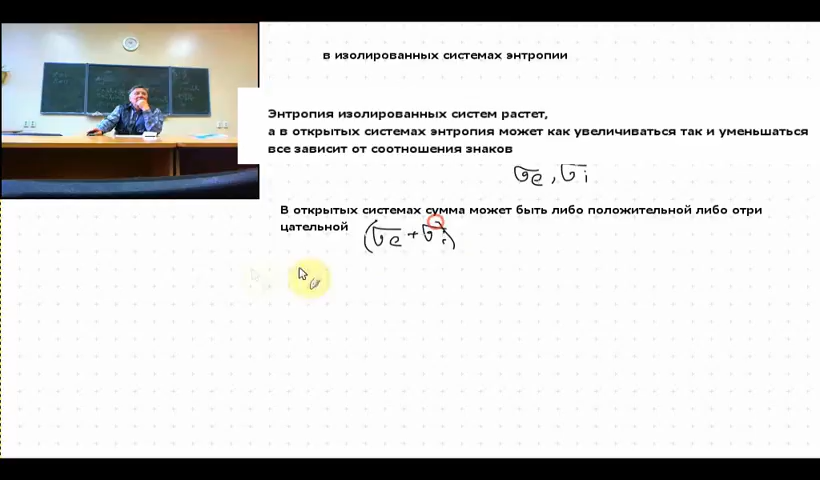 в изолированных системах энтропии
Энтропия изолированных систем растет,
а в открытых системах энтропия может как увеличиваться так и уменьшаться
все зависит от соотношения знаков
σe, σi
В открытых системах сумма может быть либо положительной либо отри
цательной (σe + σi)